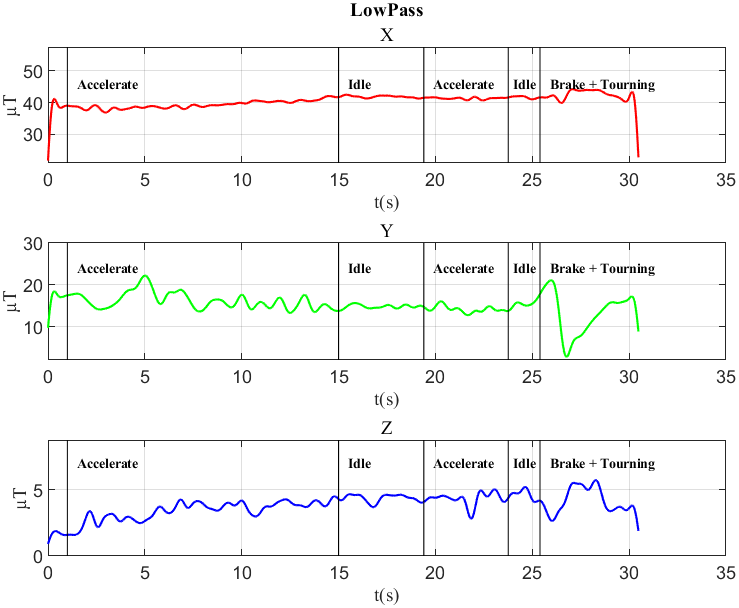 LowPass
X
Accelerate Idle Accelerate Idle Brake + Tourning
50
40
30
μT
0 5 10 15 20 25 30 35
t(s)
Y
Accelerate Idle Accelerate Idle Brake + Tourning
30
20
10
μT
0 5 10 15 20 25 30 35
t(s)
Z
Accelerate Idle Accelerate Idle Brake + Tourning
5
0
μT
0 5 10 15 20 25 30 35
t(s)